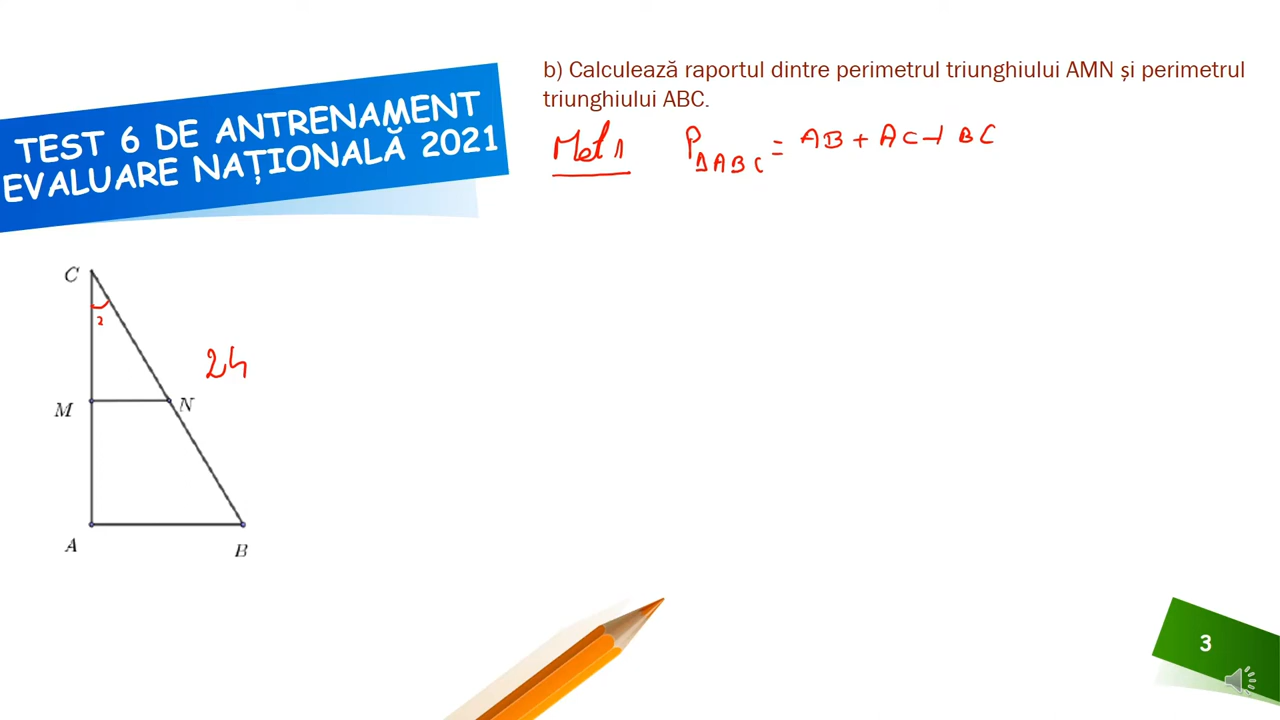 b) Calculează raportul dintre perimetrul triunghiului AMN și perimetrul
triunghiului ABC.
TEST 6 DE ANTRENAMENT
EVALUARE NAȚIONALĂ 2021
Met 1 P ΔABC = AB + AC + BC
C
24
M N
A B
3